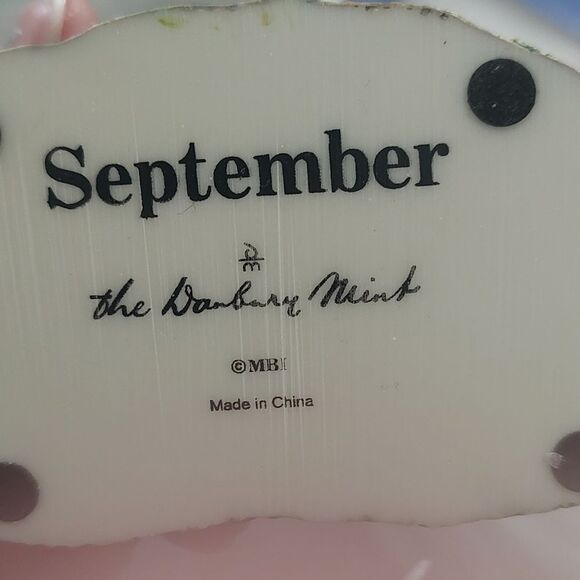 September
the Danbury Mint
©MBI
Made in China